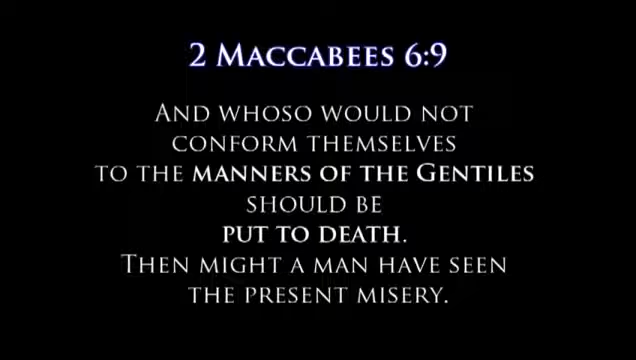 2 Maccabees 6:9
And whoso would not
conform themselves
to the manners of the Gentiles
should be
put to death.
Then might a man have seen
the present misery.